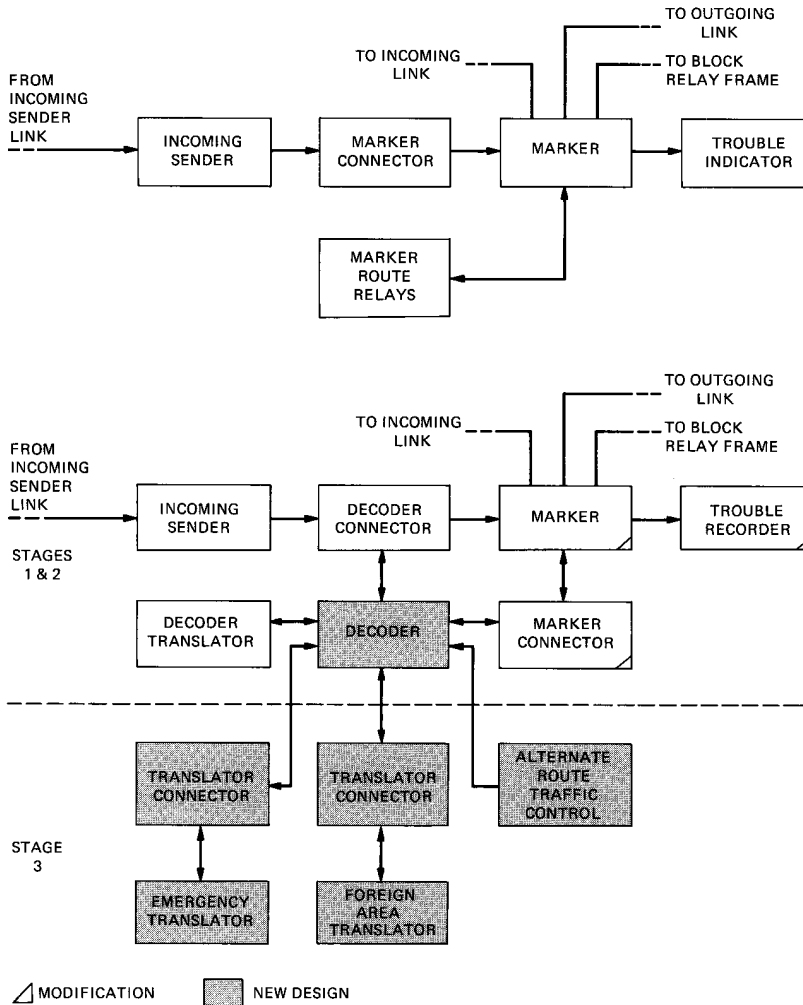 TO OUTGOING
LINK
TO INCOMING
LINK
TO BLOCK
RELAY FRAME
FROM
INCOMING
SENDER
LINK
INCOMING
SENDER
MARKER
CONNECTOR
MARKER
TROUBLE
INDICATOR
MARKER
ROUTE
RELAYS
TO OUTGOING
LINK
TO INCOMING
LINK
TO BLOCK
RELAY FRAME
FROM
INCOMING
SENDER
LINK
INCOMING
SENDER
DECODER
CONNECTOR
MARKER
TROUBLE
RECORDER
STAGES
1 & 2
DECODER
TRANSLATOR
DECODER
MARKER
CONNECTOR
TRANSLATOR
CONNECTOR
TRANSLATOR
CONNECTOR
ALTERNATE
ROUTE
TRAFFIC
CONTROL
STAGE
3
EMERGENCY
TRANSLATOR
FOREIGN
AREA
TRANSLATOR
MODIFICATION
NEW DESIGN